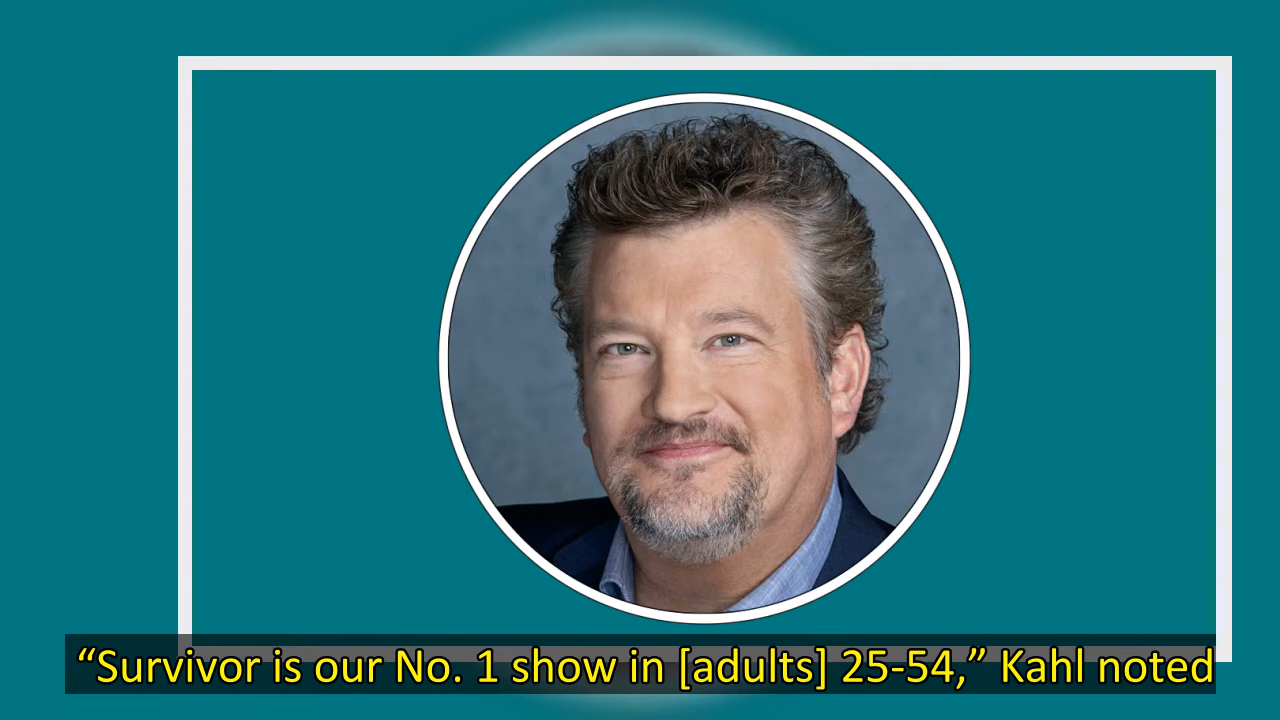 “Survivor is our No. 1 show in [adults] 25-54,” Kahl noted